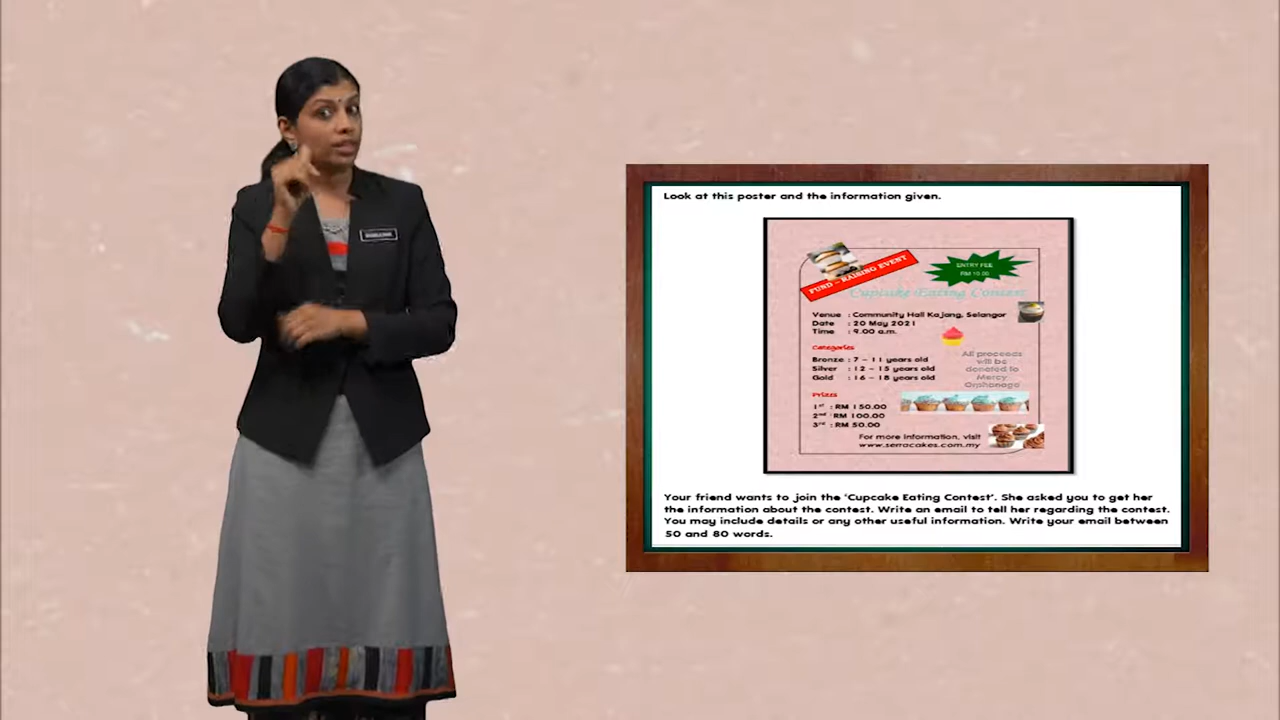 Look at this poster and the information given.
FUND - RAISING EVENT
ENTRY FEE
RM 10.00
Cupcake Eating Contest
Venue : Community Hall Kajang, Selangor
Date : 20 May 2021
Time : 9.00 a.m.
Categories
Bronze : 7 – 11 years old
Silver : 12 – 15 years old
Gold : 16 – 18 years old
All proceeds
will be
donated to
Mercy
Orphanage
Prizes
1st : RM 150.00
2nd : RM 100.00
3rd : RM 50.00
For more information, visit
www.serracakes.com.my
Your friend wants to join the ‘Cupcake Eating Contest’. She asked you to get her
the information about the contest. Write an email to tell her regarding the contest.
You may include details or any other useful information. Write your email between
50 and 80 words.